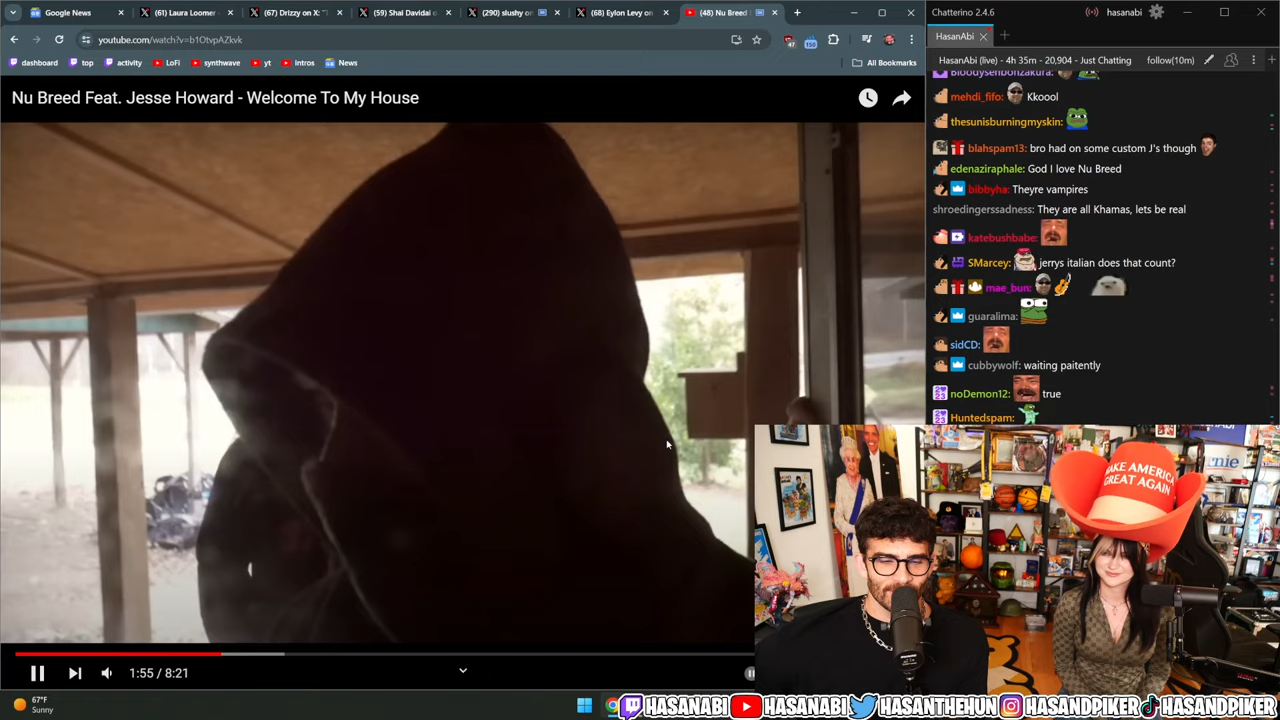 Google News
(61) Laura Loomer
(67) Drizzy on X: "T
(59) Shai Davidai o
(290) slushy on
(68) Eylon Levy on
(48) Nu Breed
Chatterino 2.4.6
hasanabi
youtube.com/watch?v=b1OtvpAZkvk
47
150
HasanAbi
dashboard
top
activity
LoFi
synthwave
yt
intros
News
All Bookmarks
HasanAbi (live) - 4h 35m - 20,904 - Just Chatting
follow(10m)
Nu Breed Feat. Jesse Howard - Welcome To My House
Bloodysenbonzakura:
mehdi_fifo: Kkoool
thesunisburningmyskin:
blahspam13: bro had on some custom J's though
edenaziraphale: God I love Nu Breed
bibbyha: Theyre vampires
shroedingerssadness: They are all Khamas, lets be real
katebushbabe:
SMarcey: jerrys italian does that count?
mae_bun:
guaralima:
sidCD:
cubbywolf: waiting paitently
noDemon12: true
Huntedspam:
MAKE AMERICA
GREAT AGAIN
1:55 / 8:21
67°F
Sunny
HASANABI
HASANABI
HASANTHEHUN
HASANDPIKER
HASANDPIKER